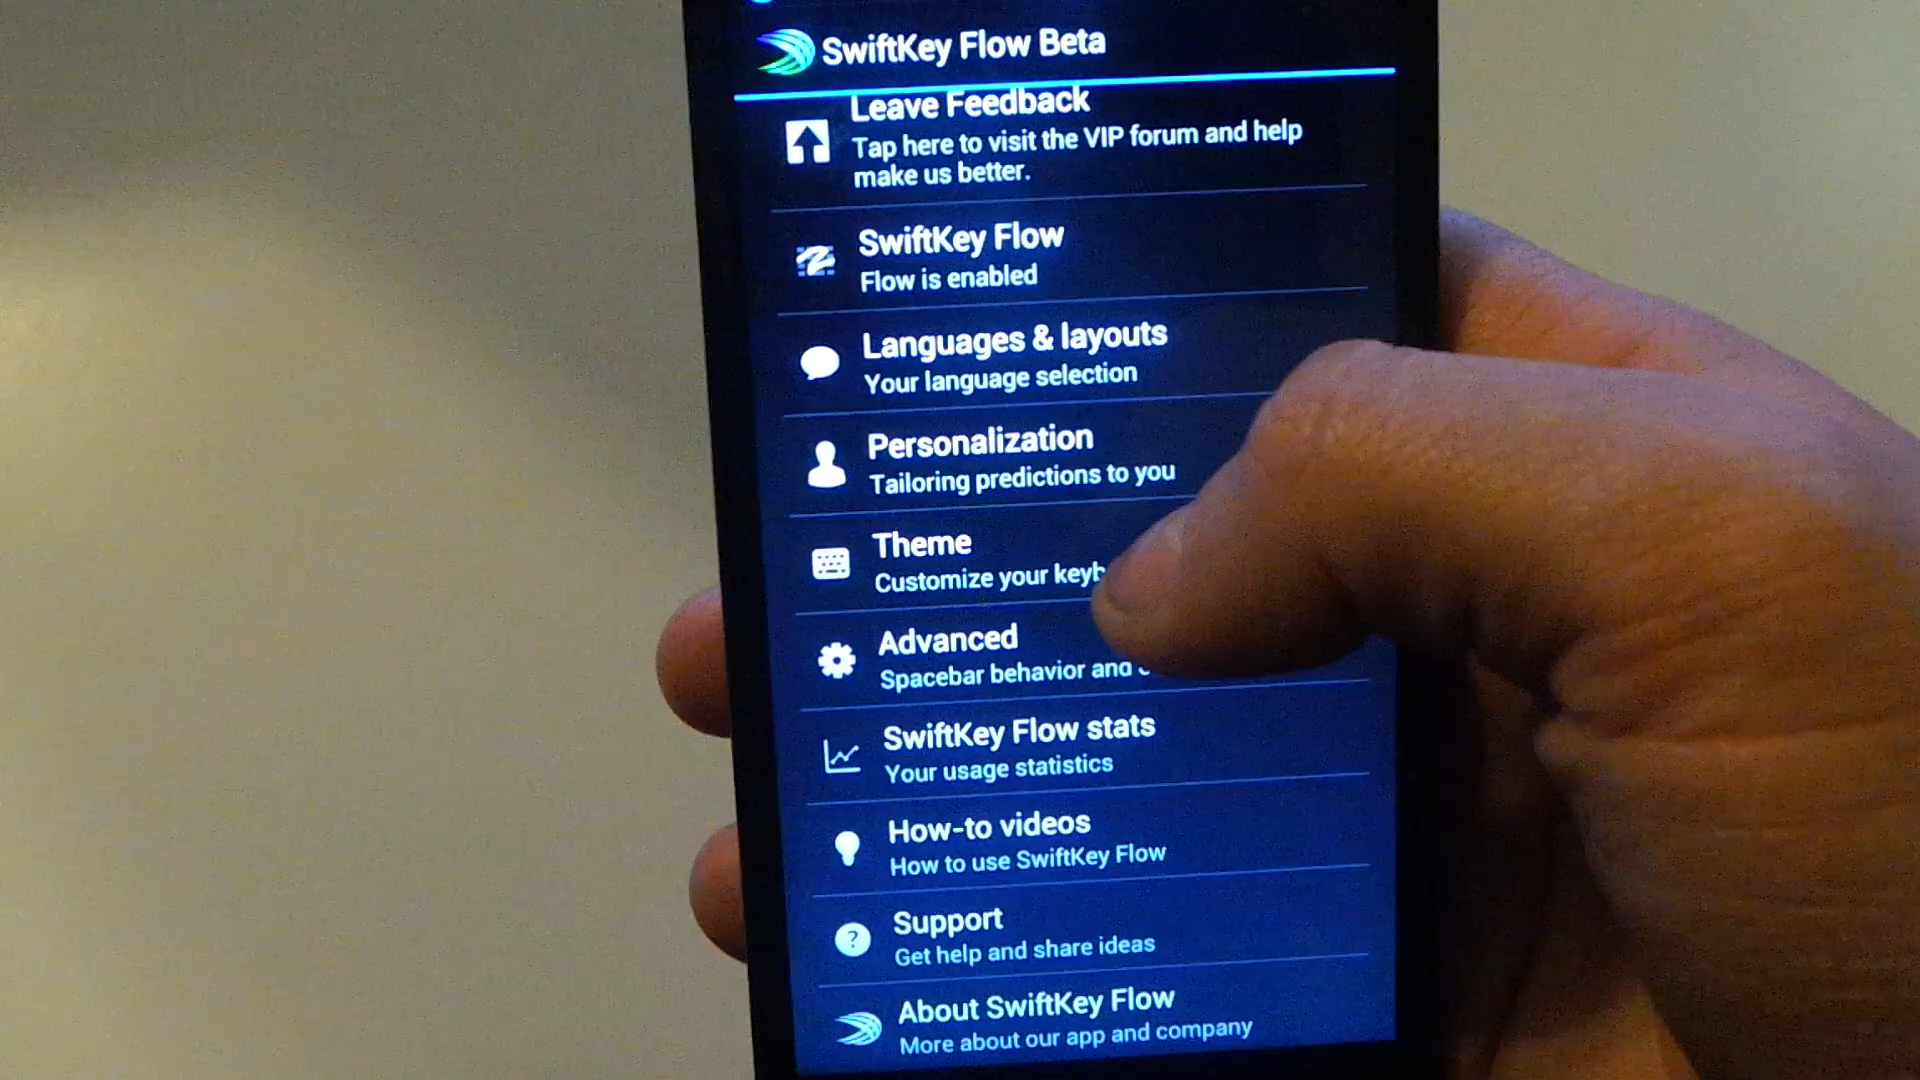 SwiftKey Flow Beta
Leave Feedback
Tap here to visit the VIP forum and help
make us better.
SwiftKey Flow
Flow is enabled
Languages & layouts
Your language selection
Personalization
Tailoring predictions to you
Theme
Customize your
Advanced
Spacebar behavior and
SwiftKey Flow stats
Your usage statistics
How-to videos
How to use SwiftKey Flow
?
Support
Get help and share ideas
About SwiftKey Flow
More about our app and company